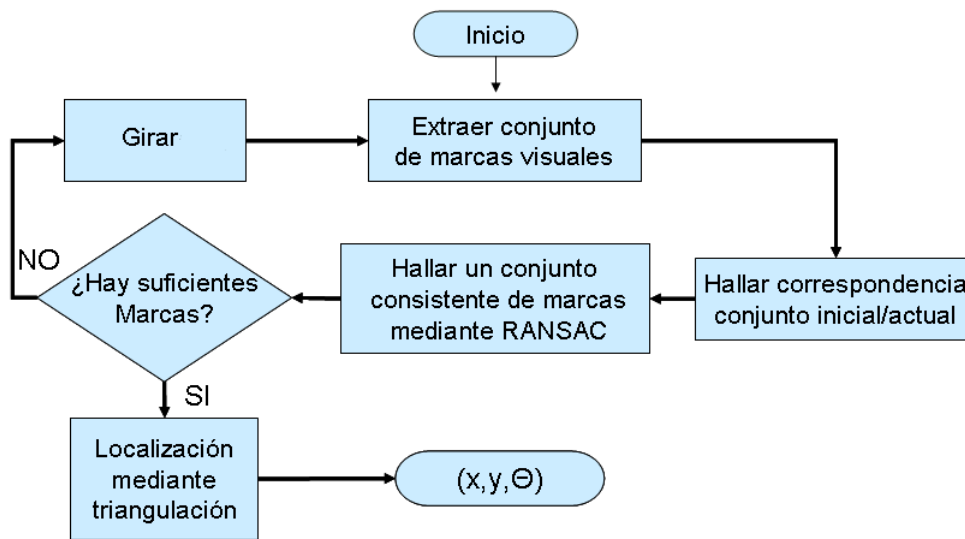 Inicio
Girar
Extraer conjunto
de marcas visuales
NO
¿Hay suficientes
Marcas?
Hallar un conjunto
consistente de marcas
mediante RANSAC
Hallar correspondencia
conjunto inicial/actual
SI
Localización
mediante
triangulación
(x,y,Θ)